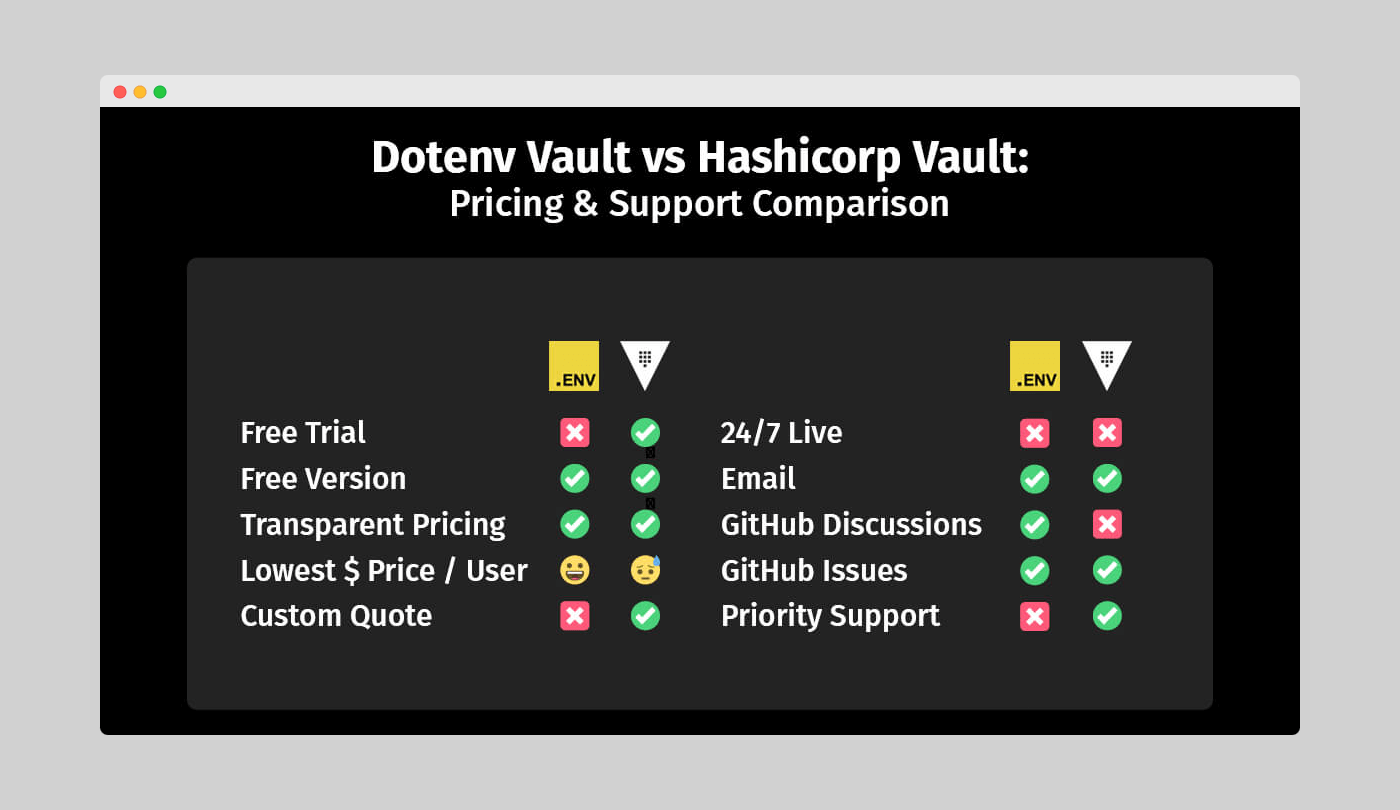 Dotenv Vault vs Hashicorp Vault:
Pricing & Support Comparison
.ENV
Free Trial
Free Version
Transparent Pricing
Lowest $ Price / User
Custom Quote
.ENV
24/7 Live
Email
GitHub Discussions
GitHub Issues
Priority Support